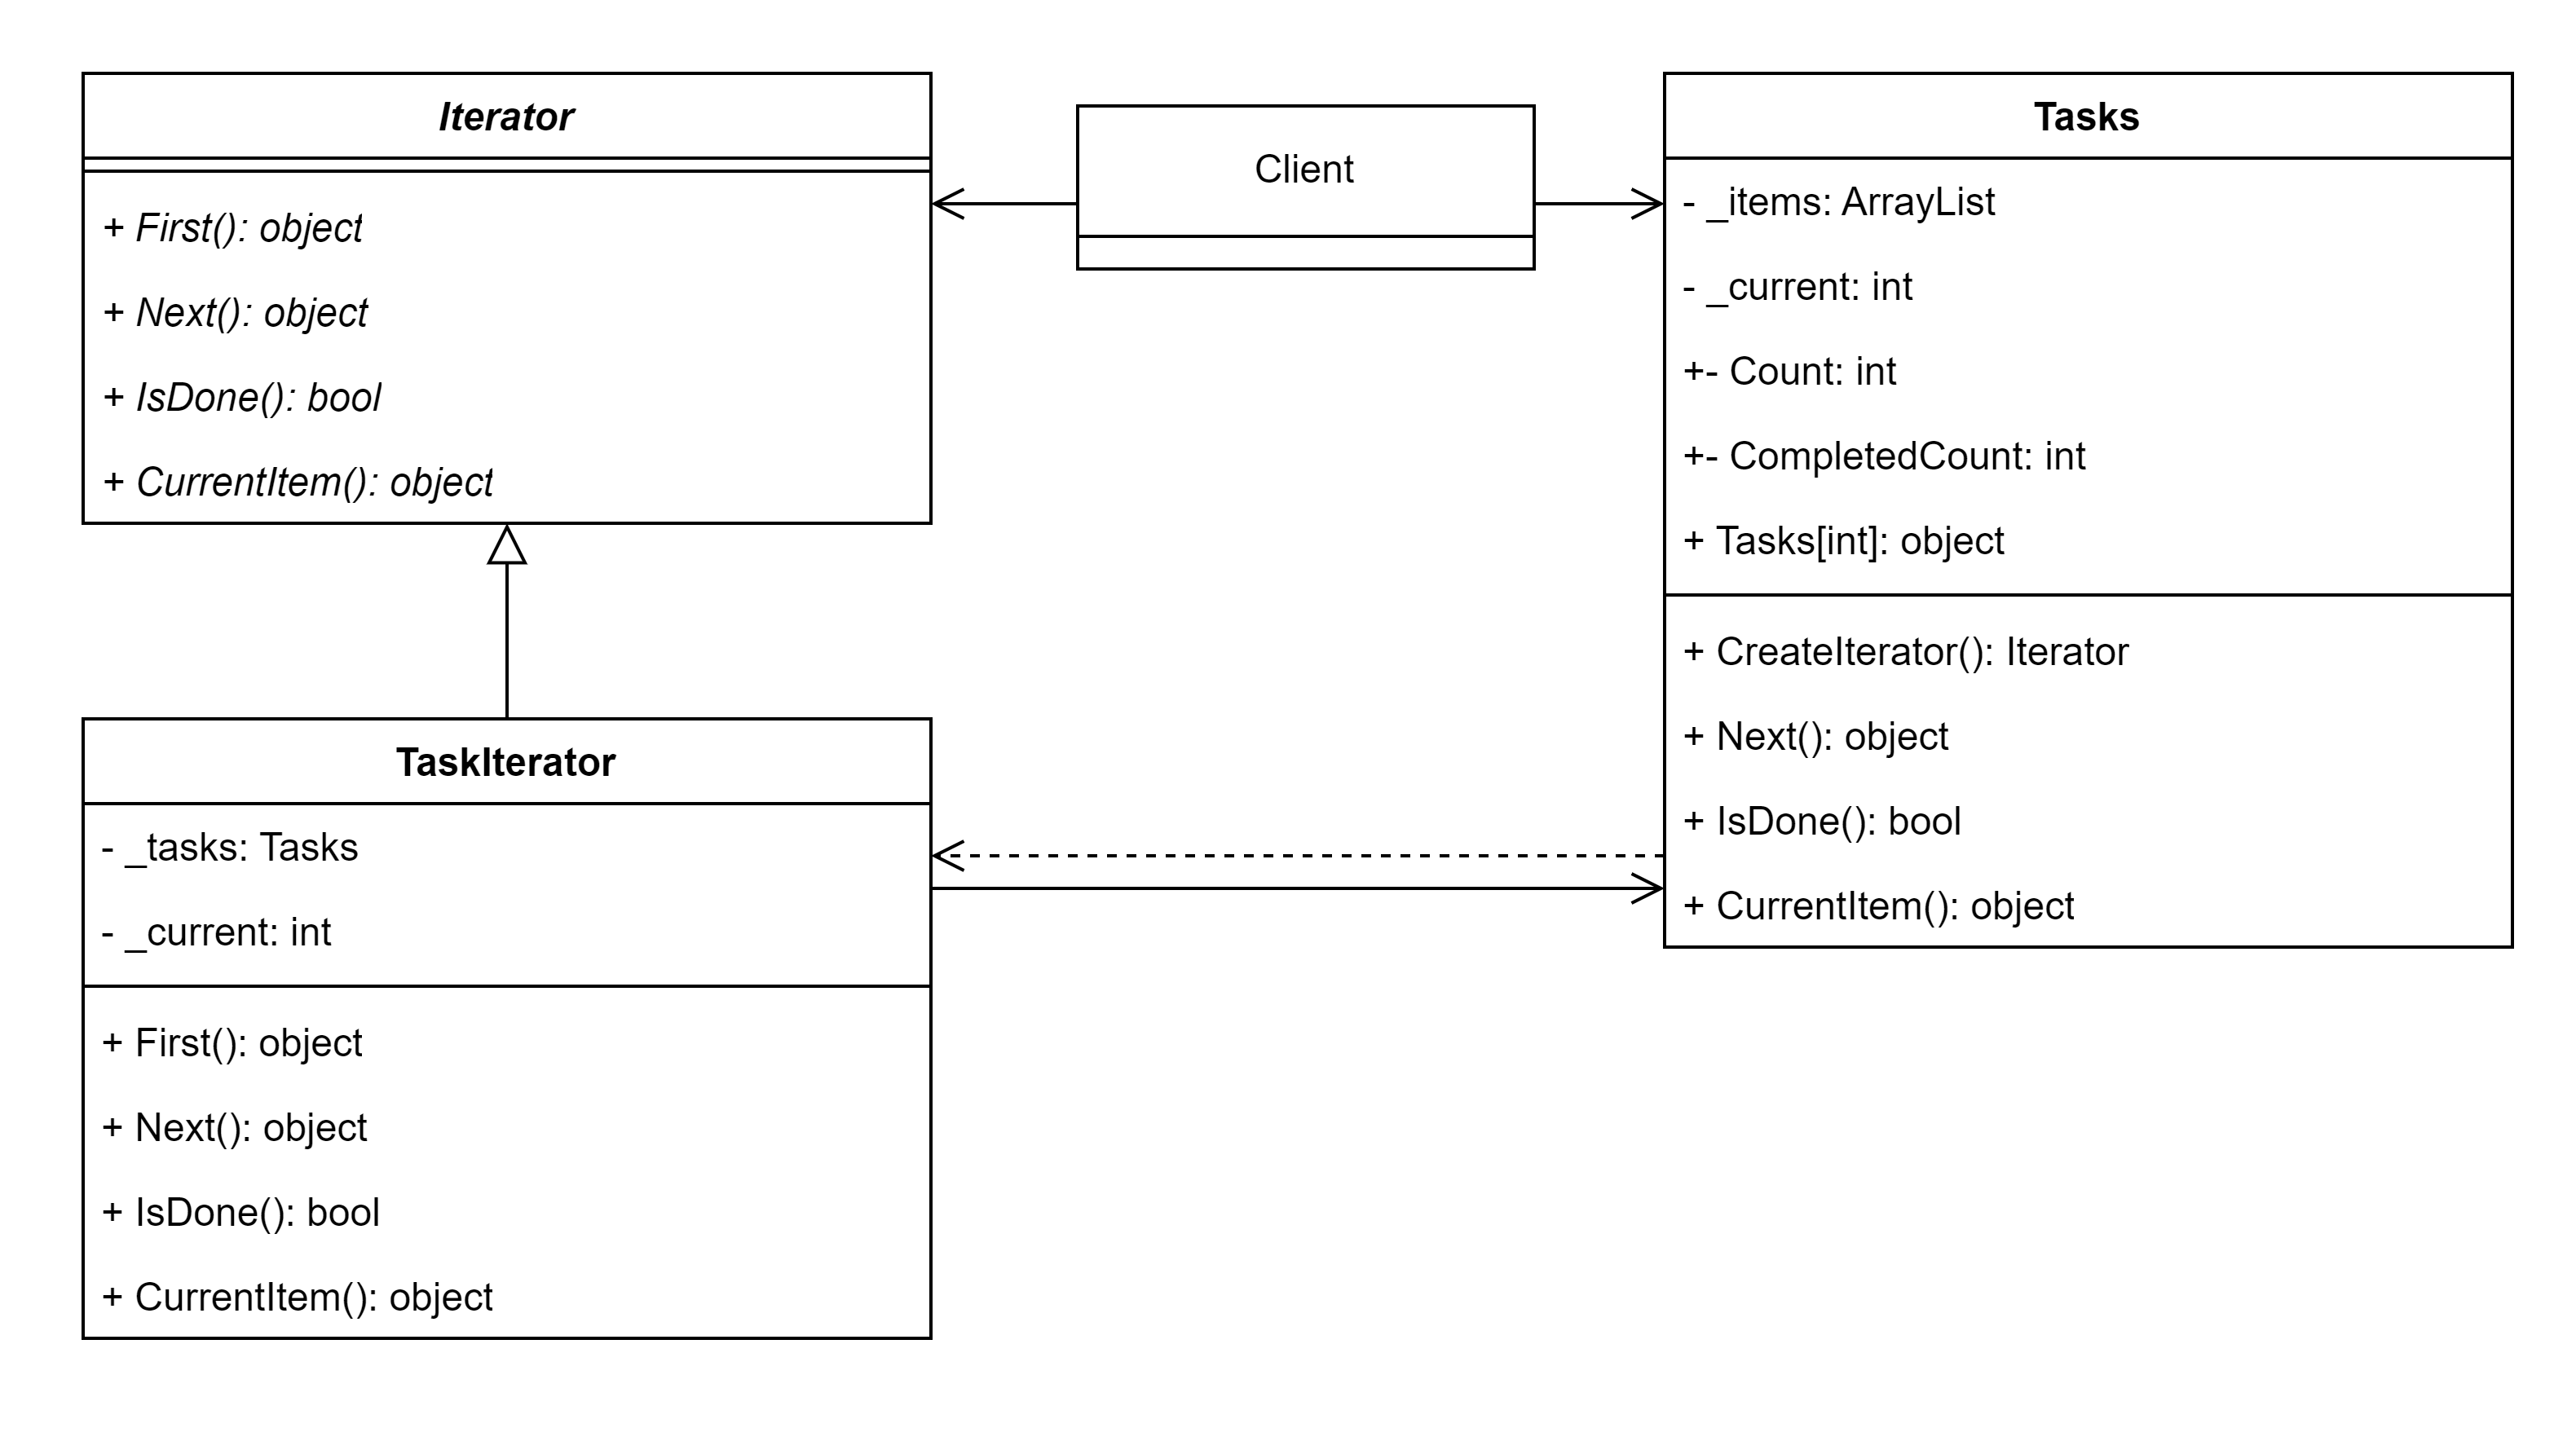 Iterator
+ First(): object
+ Next(): object
+ IsDone(): bool
+ CurrentItem(): object
Client
Tasks
- _items: ArrayList
- _current: int
+- Count: int
+- CompletedCount: int
+ Tasks[int]: object
+ CreateIterator(): Iterator
+ Next(): object
+ IsDone(): bool
+ CurrentItem(): object
TaskIterator
- _tasks: Tasks
- _current: int
+ First(): object
+ Next(): object
+ IsDone(): bool
+ CurrentItem(): object